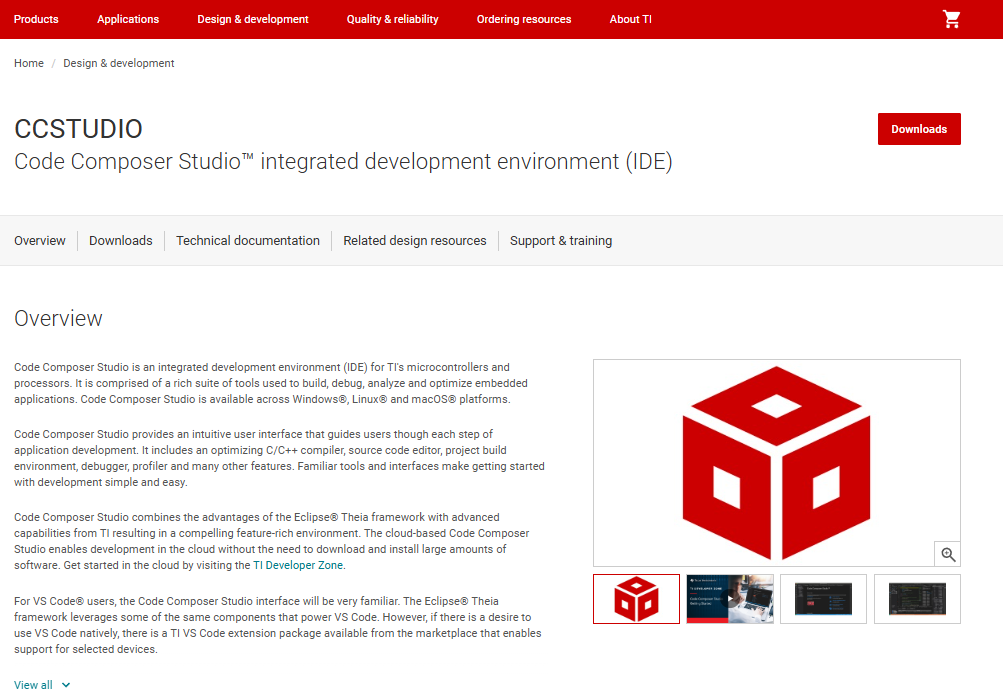 Products Applications Design & development Quality & reliability Ordering resources About TI
Home / Design & development
CCSTUDIO
Downloads
Code Composer Studio™ integrated development environment (IDE)
Overview Downloads Technical documentation Related design resources Support & training
Overview
Code Composer Studio is an integrated development environment (IDE) for TI's microcontrollers and
processors. It is comprised of a rich suite of tools used to build, debug, analyze and optimize embedded
applications. Code Composer Studio is available across Windows®, Linux® and macOS® platforms.
Code Composer Studio provides an intuitive user interface that guides users though each step of
application development. It includes an optimizing C/C++ compiler, source code editor, project build
environment, debugger, profiler and many other features. Familiar tools and interfaces make getting started
with development simple and easy.
Code Composer Studio combines the advantages of the Eclipse® Theia framework with advanced
capabilities from TI resulting in a compelling feature-rich environment. The cloud-based Code Composer
Studio enables development in the cloud without the need to download and install large amounts of
software. Get started in the cloud by visiting the TI Developer Zone.
For VS Code® users, the Code Composer Studio interface will be very familiar. The Eclipse® Theia
framework leverages some of the same components that power VS Code. However, if there is a desire to
use VS Code natively, there is a TI VS Code extension package available from the marketplace that enables
support for selected devices.
View all